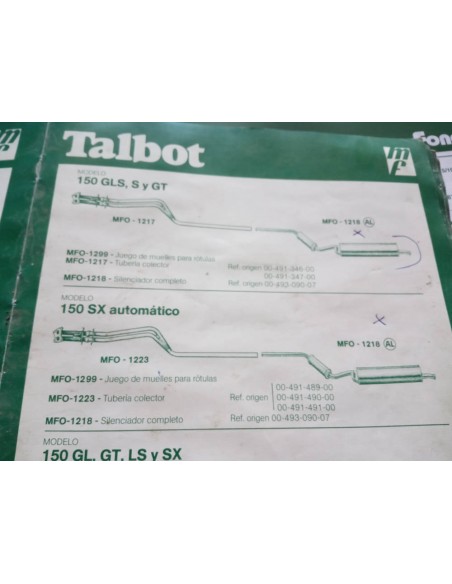 Talbot
mf
mf
Fona
MODELO
150 GLS, S y GT
MFO - 1217
MFO - 1218 AL
MFO-1299 - Juego de muelles para rótulas
MFO-1217 - Tubería colector
Ref. origen 00-491-346-00
00-491-347-00
MFO-1218 - Silenciador completo
Ref. origen 00-493-090-07
MODELO
150 SX automático
MFO - 1223
MFO - 1218 AL
MFO-1299 - Juego de muelles para rótulas
MFO-1223 - Tubería colector
Ref. origen
00-491-489-00
00-491-490-00
00-491-491-00
MFO-1218 - Silenciador completo
Ref. origen 00-493-090-07
MODELO
150 GL, GT, LS y SX